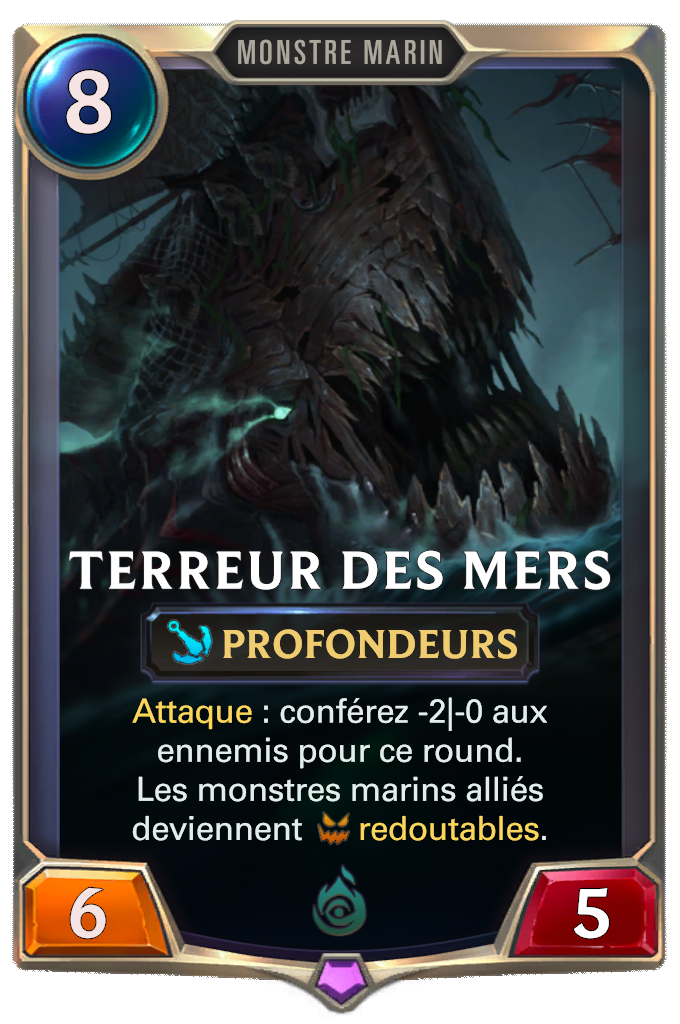 MONSTRE MARIN
8
TERREUR DES MERS
PROFONDEURS
Attaque : conférez -2|-0 aux
ennemis pour ce round.
Les monstres marins alliés
deviennent redoutables.
6
5